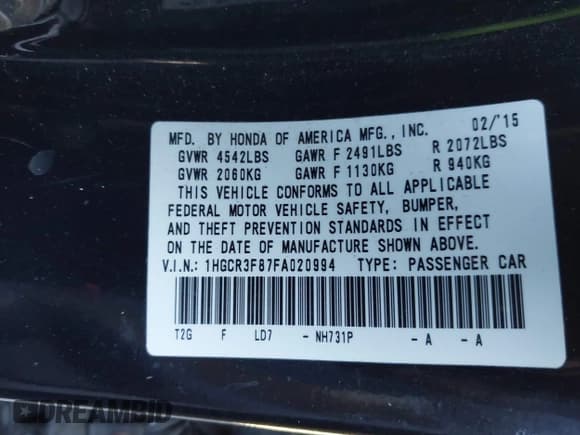 MFD. BY HONDA OF AMERICA MFG., INC. 02/'15
GVWR 4542LBS GAWR F 2491LBS R 2072LBS
GVWR 2060KG GAWR F 1130KG R 940KG
THIS VEHICLE CONFORMS TO ALL APPLICABLE
FEDERAL MOTOR VEHICLE SAFETY, BUMPER,
AND THEFT PREVENTION STANDARDS IN EFFECT
ON THE DATE OF MANUFACTURE SHOWN ABOVE.
V.I.N.: 1HGCR3F87FA020994 TYPE: PASSENGER CAR
T2G F LD7 - NH731P - A - A
DREAMBID